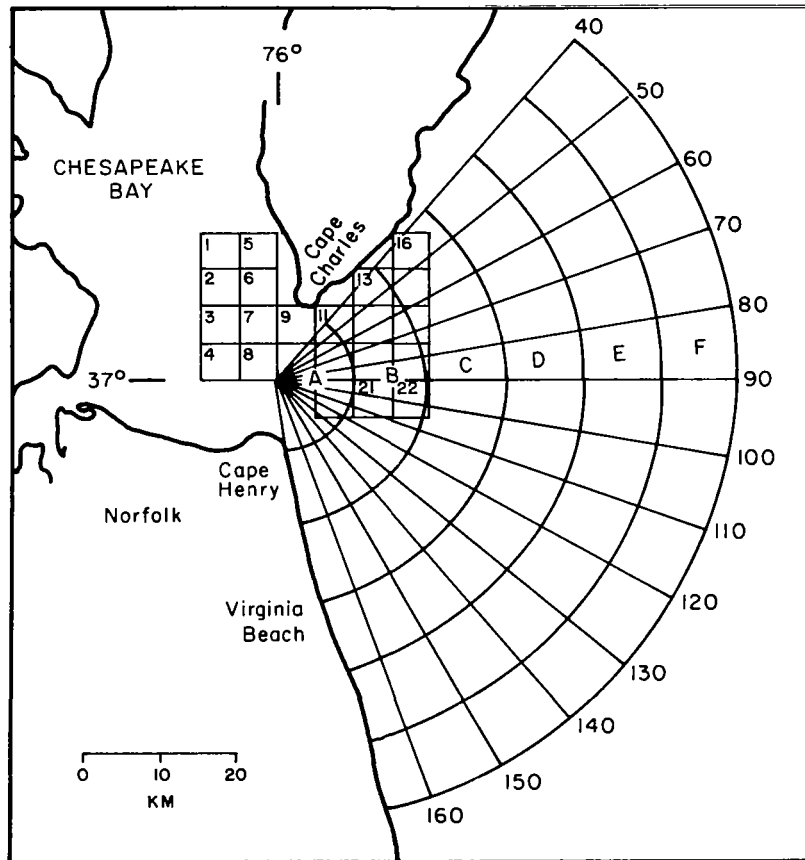 40
76°
50
CHESAPEAKE
BAY
60
Cape
Charles
70
1 5 16
2 6 13
80
3 7 9 11
A B C D E F
4 8
37°
90
21 22
100
Cape
Henry
Norfolk
110
120
Virginia
Beach
130
140
150
160
0 10 20
KM